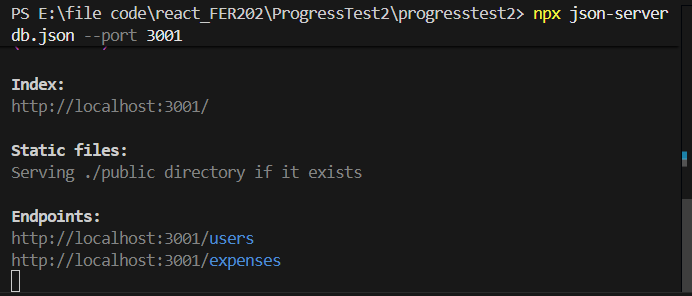 PS E:\file code\react_FER202\ProgressTest2\progresstest2> npx json-server
db.json --port 3001
Index:
http://localhost:3001/
Static files:
Serving ./public directory if it exists
Endpoints:
http://localhost:3001/users
http://localhost:3001/expenses